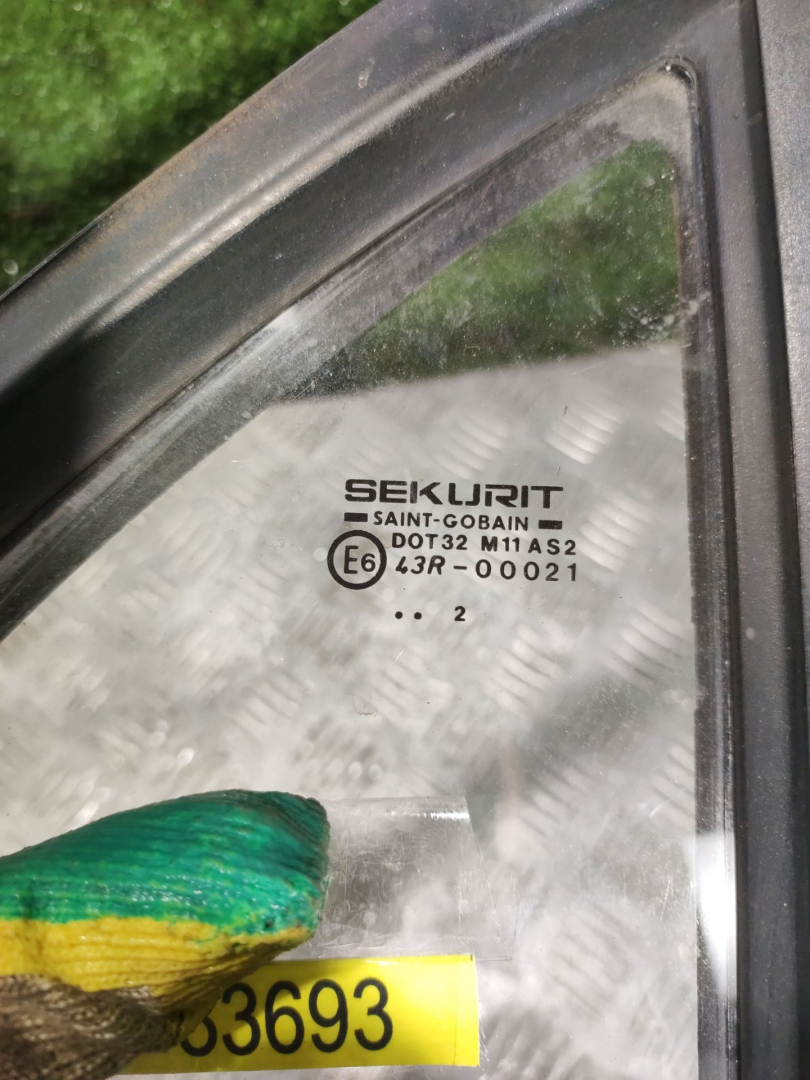 SEKURIT
SAINT-GOBAIN
DOT32 M11 AS2
E6 43R-00021
.. 2
33693